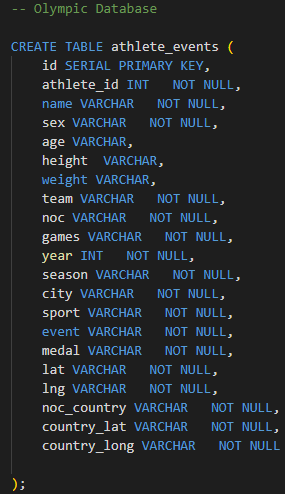 -- Olympic Database
CREATE TABLE athlete_events (
id SERIAL PRIMARY KEY,
athlete_id INT   NOT NULL,
name VARCHAR   NOT NULL,
sex VARCHAR   NOT NULL,
age VARCHAR,
height  VARCHAR,
weight VARCHAR,
team VARCHAR   NOT NULL,
noc VARCHAR   NOT NULL,
games VARCHAR   NOT NULL,
year INT   NOT NULL,
season VARCHAR   NOT NULL,
city VARCHAR   NOT NULL,
sport VARCHAR   NOT NULL,
event VARCHAR   NOT NULL,
medal VARCHAR   NOT NULL,
lat VARCHAR   NOT NULL,
lng VARCHAR   NOT NULL,
noc_country VARCHAR   NOT NULL,
country_lat VARCHAR   NOT NULL,
country_long VARCHAR   NOT NULL
);